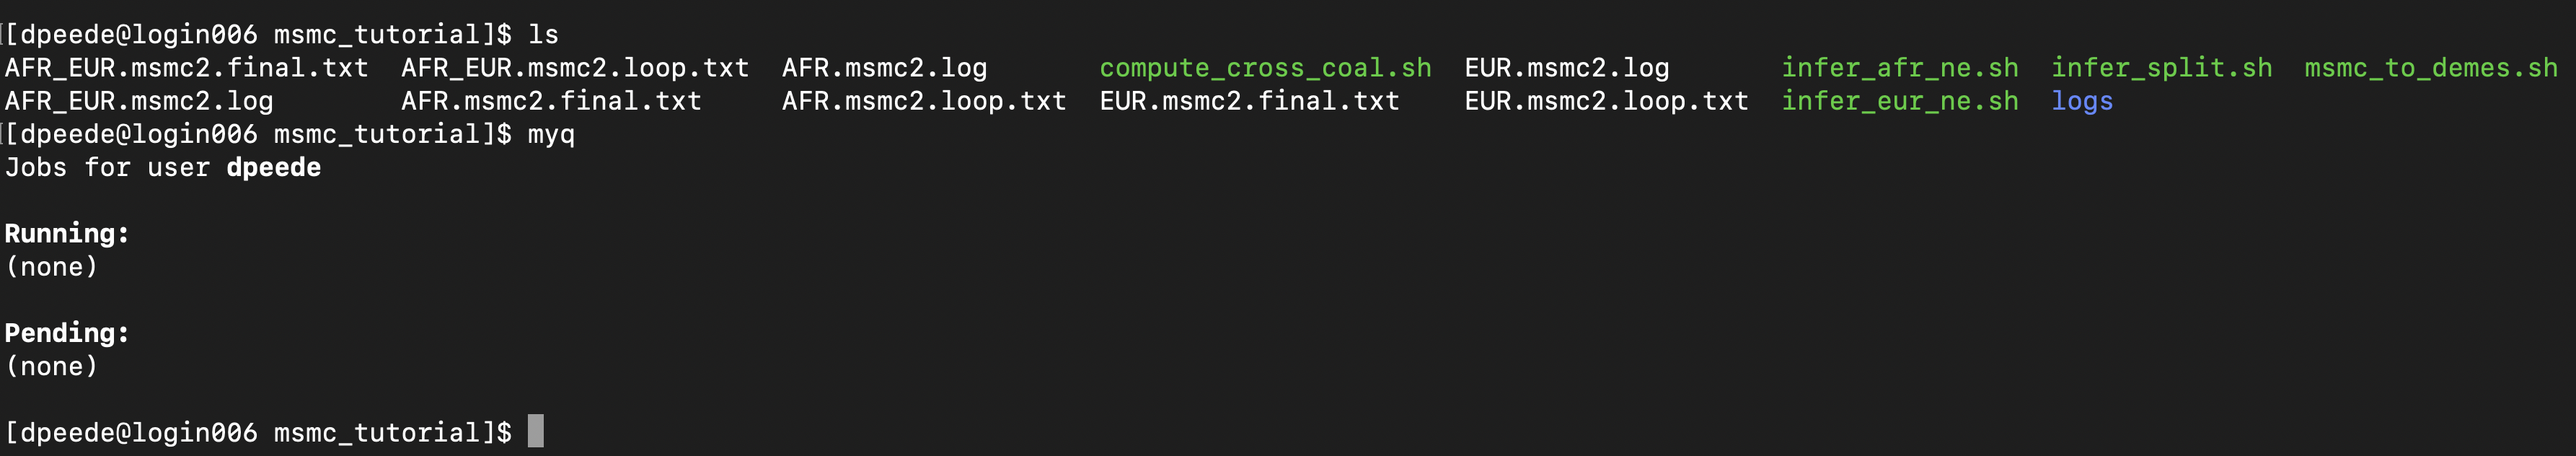 [dpeede@login006 msmc_tutorial]$ ls
AFR_EUR.msmc2.final.txt  AFR_EUR.msmc2.loop.txt  AFR.msmc2.log       compute_cross_coal.sh  EUR.msmc2.log       infer_afr_ne.sh  infer_split.sh  msmc_to_demes.sh
AFR_EUR.msmc2.log        AFR.msmc2.final.txt     AFR.msmc2.loop.txt  EUR.msmc2.final.txt    EUR.msmc2.loop.txt  infer_eur_ne.sh  logs
[dpeede@login006 msmc_tutorial]$ myq
Jobs for user dpeede
Running:
(none)
Pending:
(none)
[dpeede@login006 msmc_tutorial]$